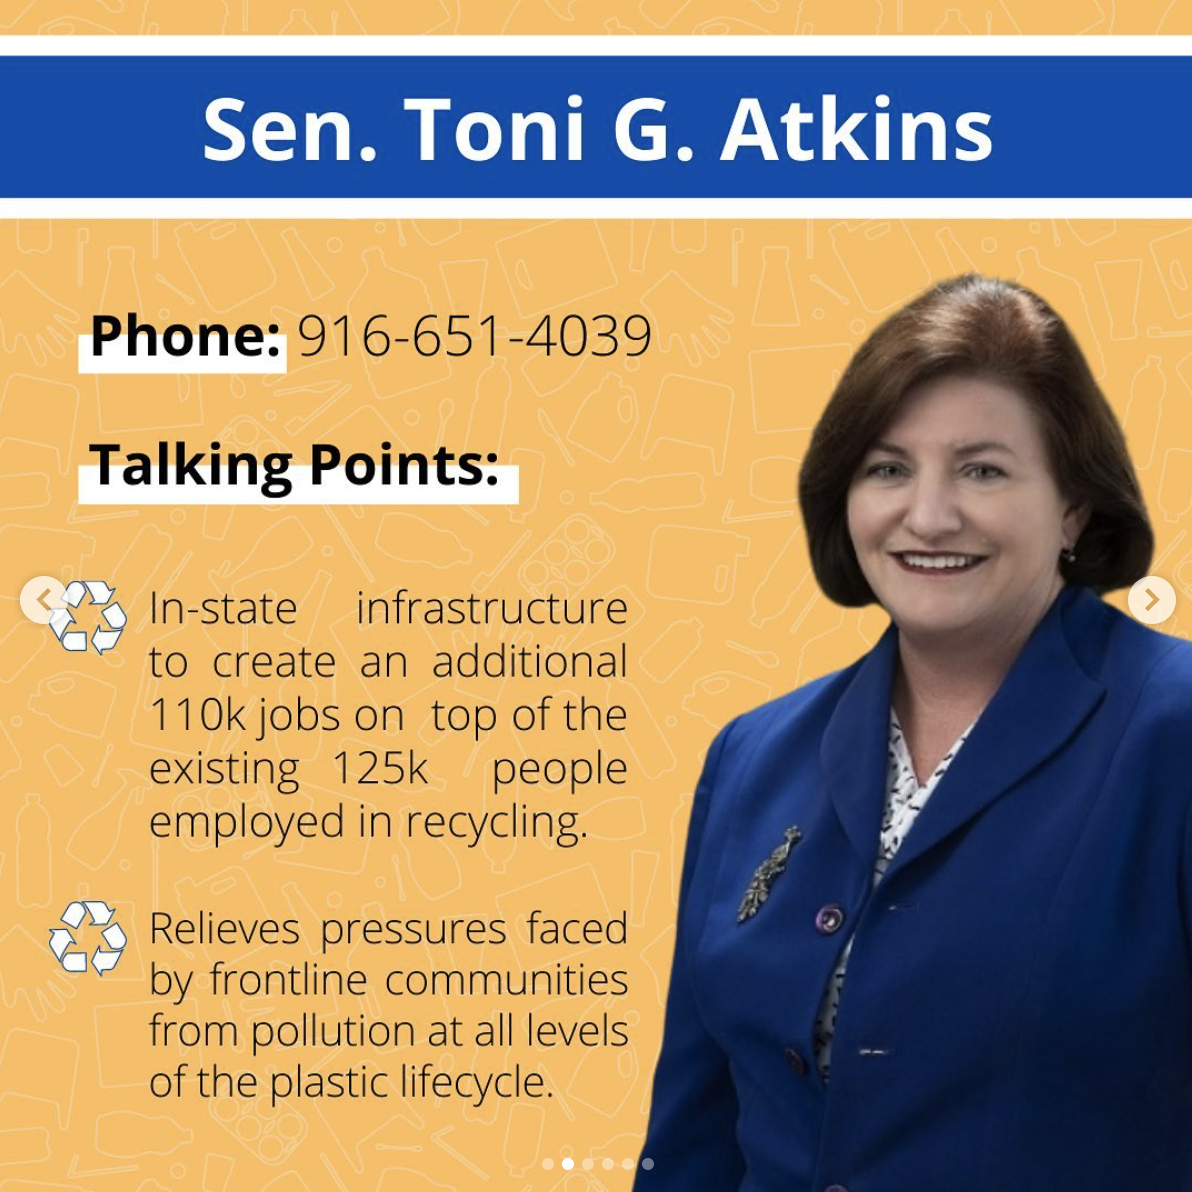 Sen. Toni G. Atkins
Phone: 916-651-4039
Talking Points:
In-state infrastructure
to create an additional
110k jobs on top of the
existing 125k people
employed in recycling.
Relieves pressures faced
by frontline communities
from pollution at all levels
of the plastic lifecycle.